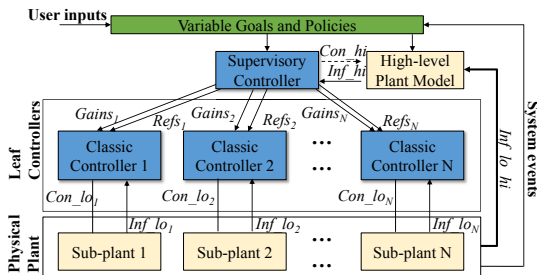 User inputs
Variable Goals and Policies
Supervisory
Controller
Con_hi
Inf_hi
High-level
Plant Model
Gains1
Refs1
Gains2
Refs2
GainsN
RefsN
Leaf
Controllers
Classic
Controller 1
Classic
Controller 2
...
Classic
Controller N
Con_lo1
Inf_lo1
Con_lo2
Inf_lo2
...
Con_loN
Inf_loN
Inf_lo_hi
System events
Physical
Plant
Sub-plant 1
Sub-plant 2
...
Sub-plant N
...